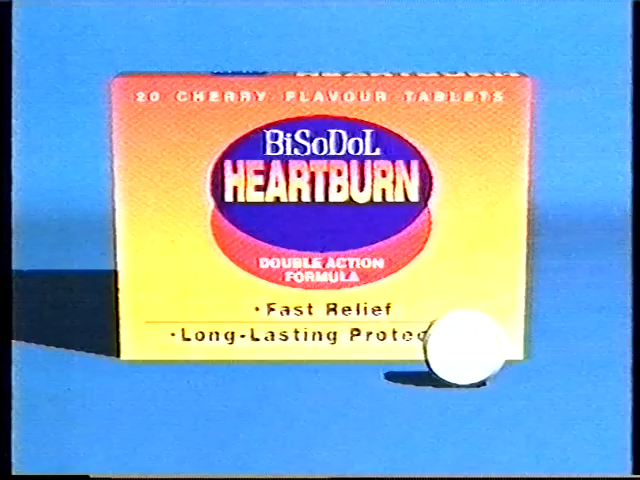 20 CHERRY FLAVOUR TABLETS
BiSoDoL
HEARTBURN
DOUBLE ACTION
FORMULA
•Fast Relief
•Long-Lasting Protec